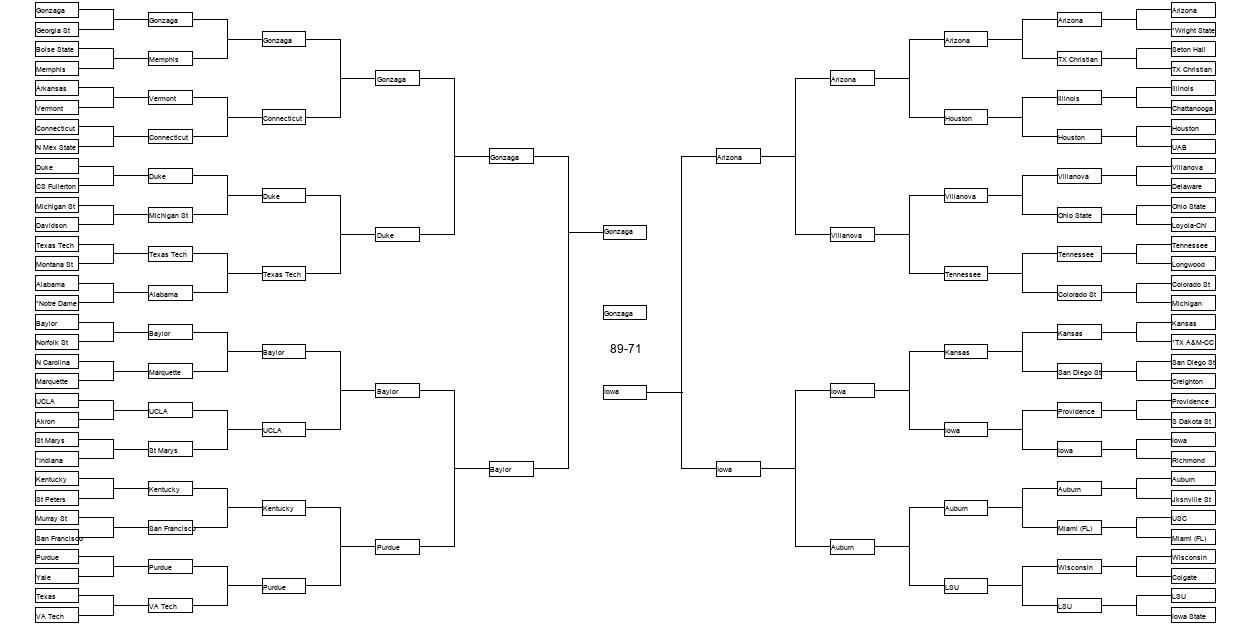 Gonzaga
Georgia St
Boise State
Memphis
Arkansas
Vermont
Connecticut
N Mex State
Duke
CS Fullerton
Michigan St
Davidson
Texas Tech
Montana St
Alabama
*Notre Dame
Baylor
Norfolk St
N Carolina
Marquette
UCLA
Akron
St Marys
*Indiana
Kentucky
St Peters
Murray St
San Francisco
Purdue
Yale
Texas
VA Tech
Gonzaga
Memphis
Vermont
Connecticut
Duke
Michigan St
Texas Tech
Alabama
Baylor
Marquette
UCLA
St Marys
Kentucky
San Francisco
Purdue
VA Tech
Gonzaga
Connecticut
Duke
Texas Tech
Baylor
UCLA
Kentucky
Purdue
Gonzaga
Duke
Baylor
Purdue
Gonzaga
Baylor
Gonzaga
Gonzaga
89-71
Iowa
Arizona
Iowa
Arizona
Villanova
Iowa
Auburn
Arizona
Houston
Villanova
Tennessee
Kansas
Iowa
Auburn
LSU
Arizona
TX Christian
Illinois
Houston
Villanova
Ohio State
Tennessee
Colorado St
Kansas
San Diego St
Providence
Iowa
Auburn
Miami (FL)
Wisconsin
LSU
Arizona
*Wright State
Seton Hall
TX Christian
Illinois
Chattanooga
Houston
UAB
Villanova
Delaware
Ohio State
Loyola-Chi
Tennessee
Longwood
Colorado St
Michigan
Kansas
*TX A&M-CC
San Diego St
Creighton
Providence
S Dakota St
Iowa
Richmond
Auburn
Jksnville St
USC
Miami (FL)
Wisconsin
Colgate
LSU
Iowa State